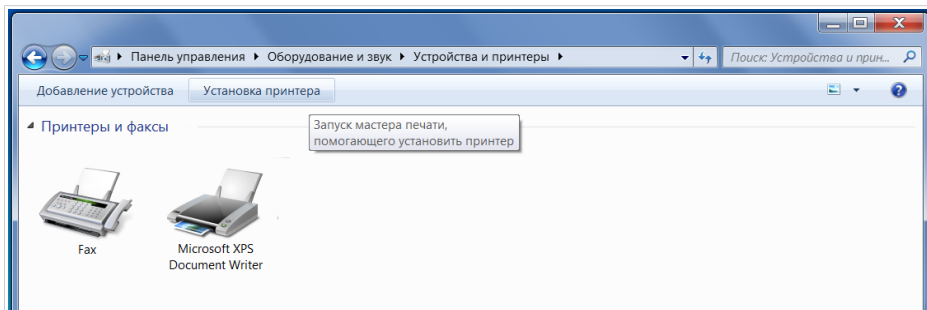 Панель управления Оборудование и звук Устройства и принтеры
Поиск: Устройства и прин...
Добавление устройства Установка принтера
Принтеры и факсы
Запуск мастера печати,
помогающего установить принтер
Fax
Microsoft XPS
Document Writer